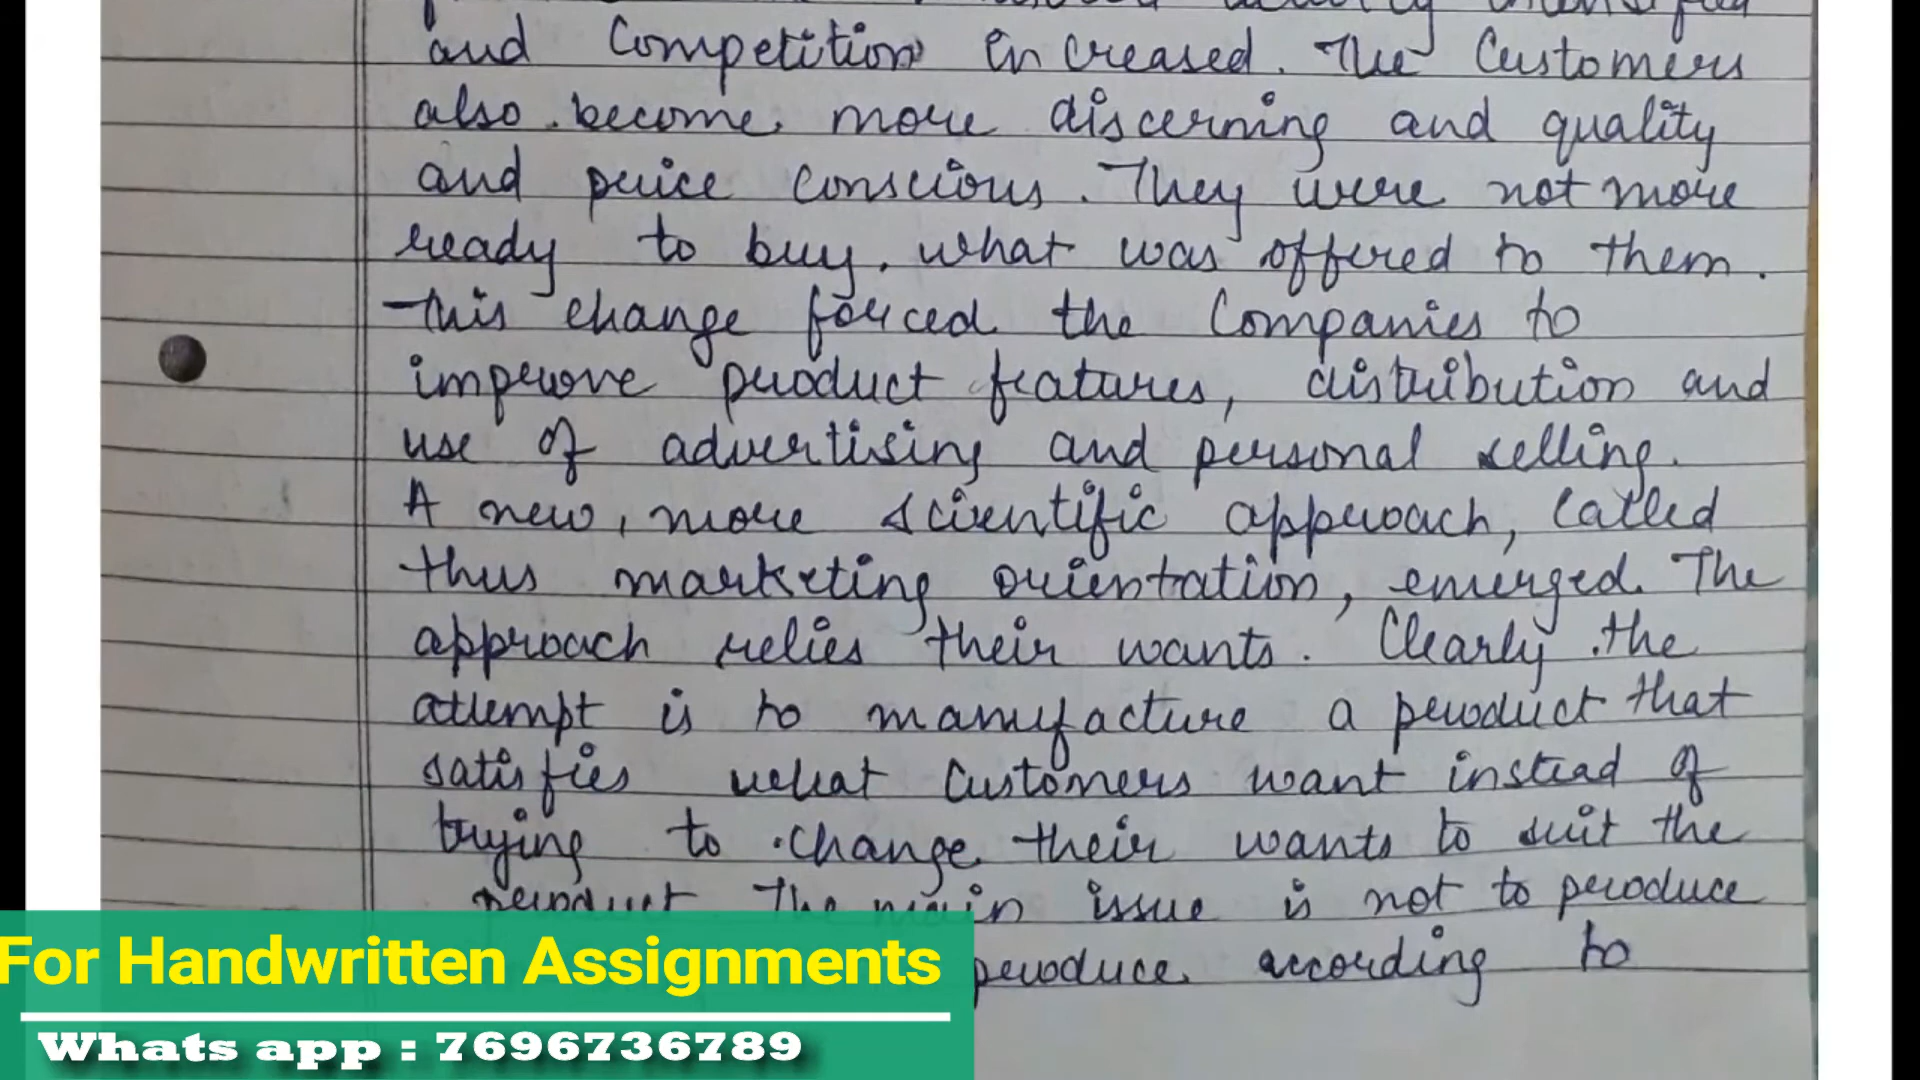 and Competition increased. The Customers
also become more discerning and quality
and price conscious. They were not more
ready to buy what was offered to them.
This change forced the Companies to
improve product features, distribution and
use of advertising and personal selling.
A new, more scientific approach, called
thus marketing orientation, emerged. The
approach relies their wants. Clearly the
attempt is to manufacture a product that
satisfies what Customers want instead of
trying to change their wants to suit the
product The main issue is not to produce
produce according to
For Handwritten Assignments
Whats app : 7696736789